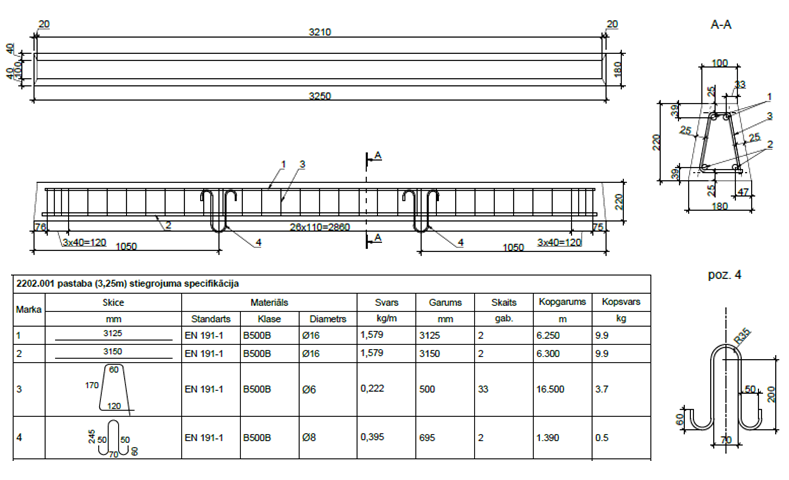 20
3210
20
A-A
40
100
40
180
3250
100
33
25
1
39
3
220
25
25
2
39
25
47
180
1
3
A
2
220
76
26x110=2860
A
75
3x40=120
4
4
3x40=120
1050
1050
2202.001 pastaba (3,25m) stiegrojuma specifikācija
Marka Skice Materiāls Svars Garums Skaits Kopgarums Kopsvars
mm Standarts Klase Diametrs kg/m mm gab. m kg
1 3125 EN 191-1 B500B Ø16 1,579 3125 2 6.250 9.9
2 3150 EN 191-1 B500B Ø16 1,579 3150 2 6.300 9.9
3 60 170 120 EN 191-1 B500B Ø6 0,222 500 33 16.500 3.7
4 245 50 50 70 60 EN 191-1 B500B Ø8 0,395 695 2 1.390 0.5
poz. 4
R35
50
200
60
70